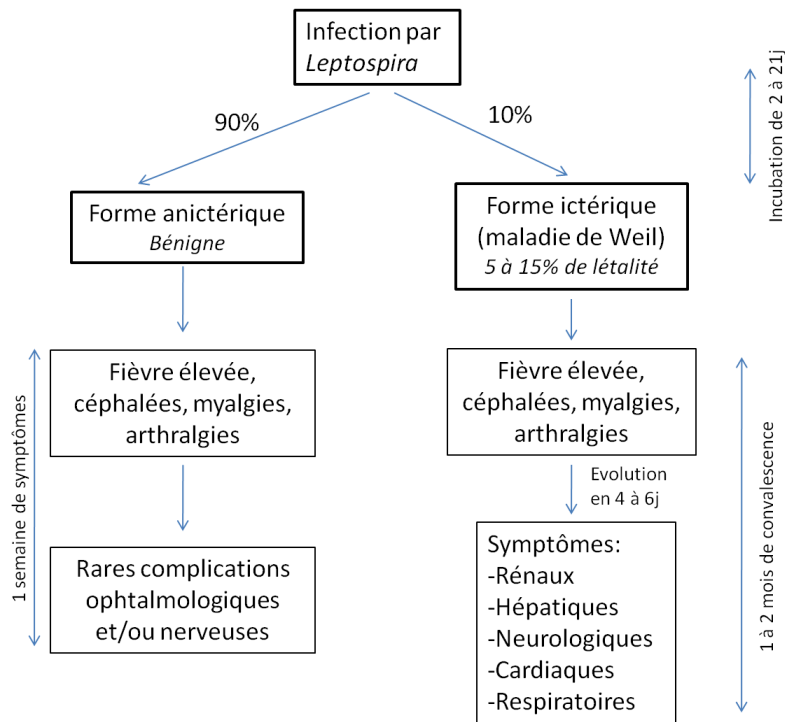 Infection par
Leptospira
90%
10%
Incubation de 2 à 21j
Forme anictérique
Bénigne
Forme ictérique
(maladie de Weil)
5 à 15% de létalité
1 semaine de symptômes
Fièvre élevée,
céphalées, myalgies,
arthralgies
Rares complications
ophtalmologiques
et/ou nerveuses
Fièvre élevée,
céphalées, myalgies,
arthralgies
Evolution
en 4 à 6j
Symptômes:
-Rénaux
-Hépatiques
-Neurologiques
-Cardiaques
-Respiratoires
1 à 2 mois de convalescence